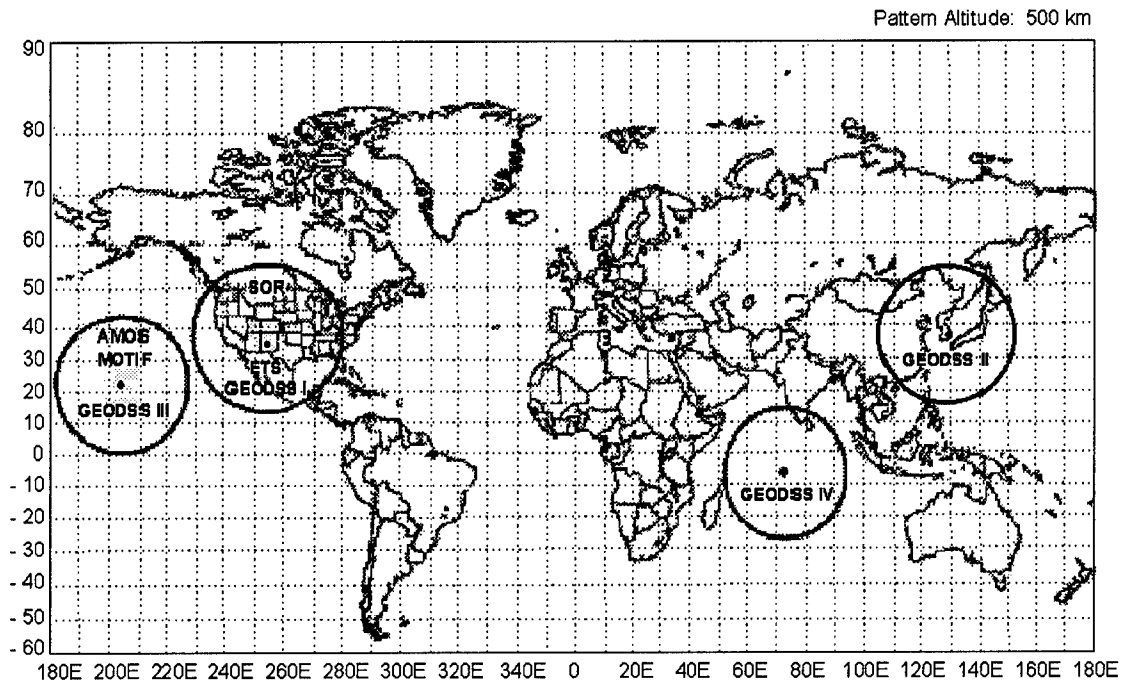 Pattern Altitude: 500 km
90
80
70
60
50
40
30
20
10
0
- 10
- 20
- 30
- 40
- 50
- 60
SOR
ETS
GEODSS I
AMOS
MOTIF
GEODSS III
GEODSS II
GEODSS IV
180E 200E 220E 240E 260E 280E 300E 320E 340E 0 20E 40E 60E 80E 100E 120E 140E 160E 180E